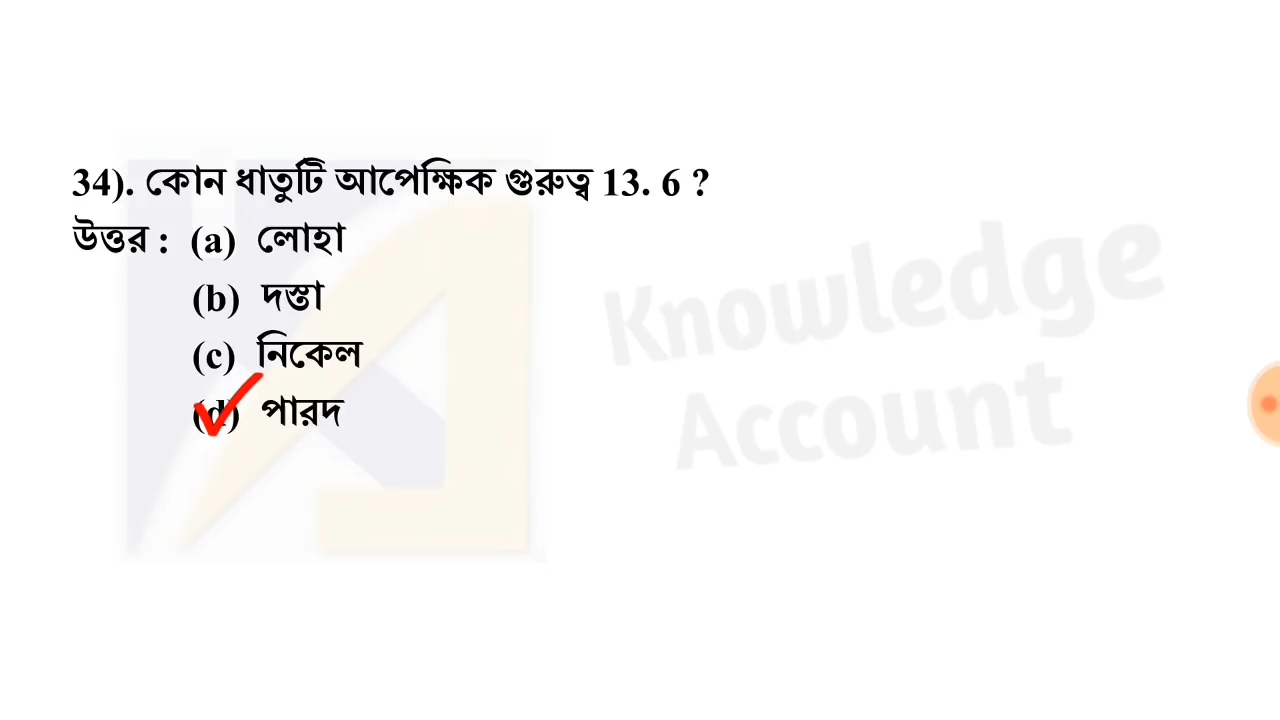 34). কোন ধাতুটি আপেক্ষিক গুরুত্ব 13. 6 ?
উত্তর : (a) লোহা
(b) দস্তা
(c) নিকেল
(d) পারদ
Knowledge
Account